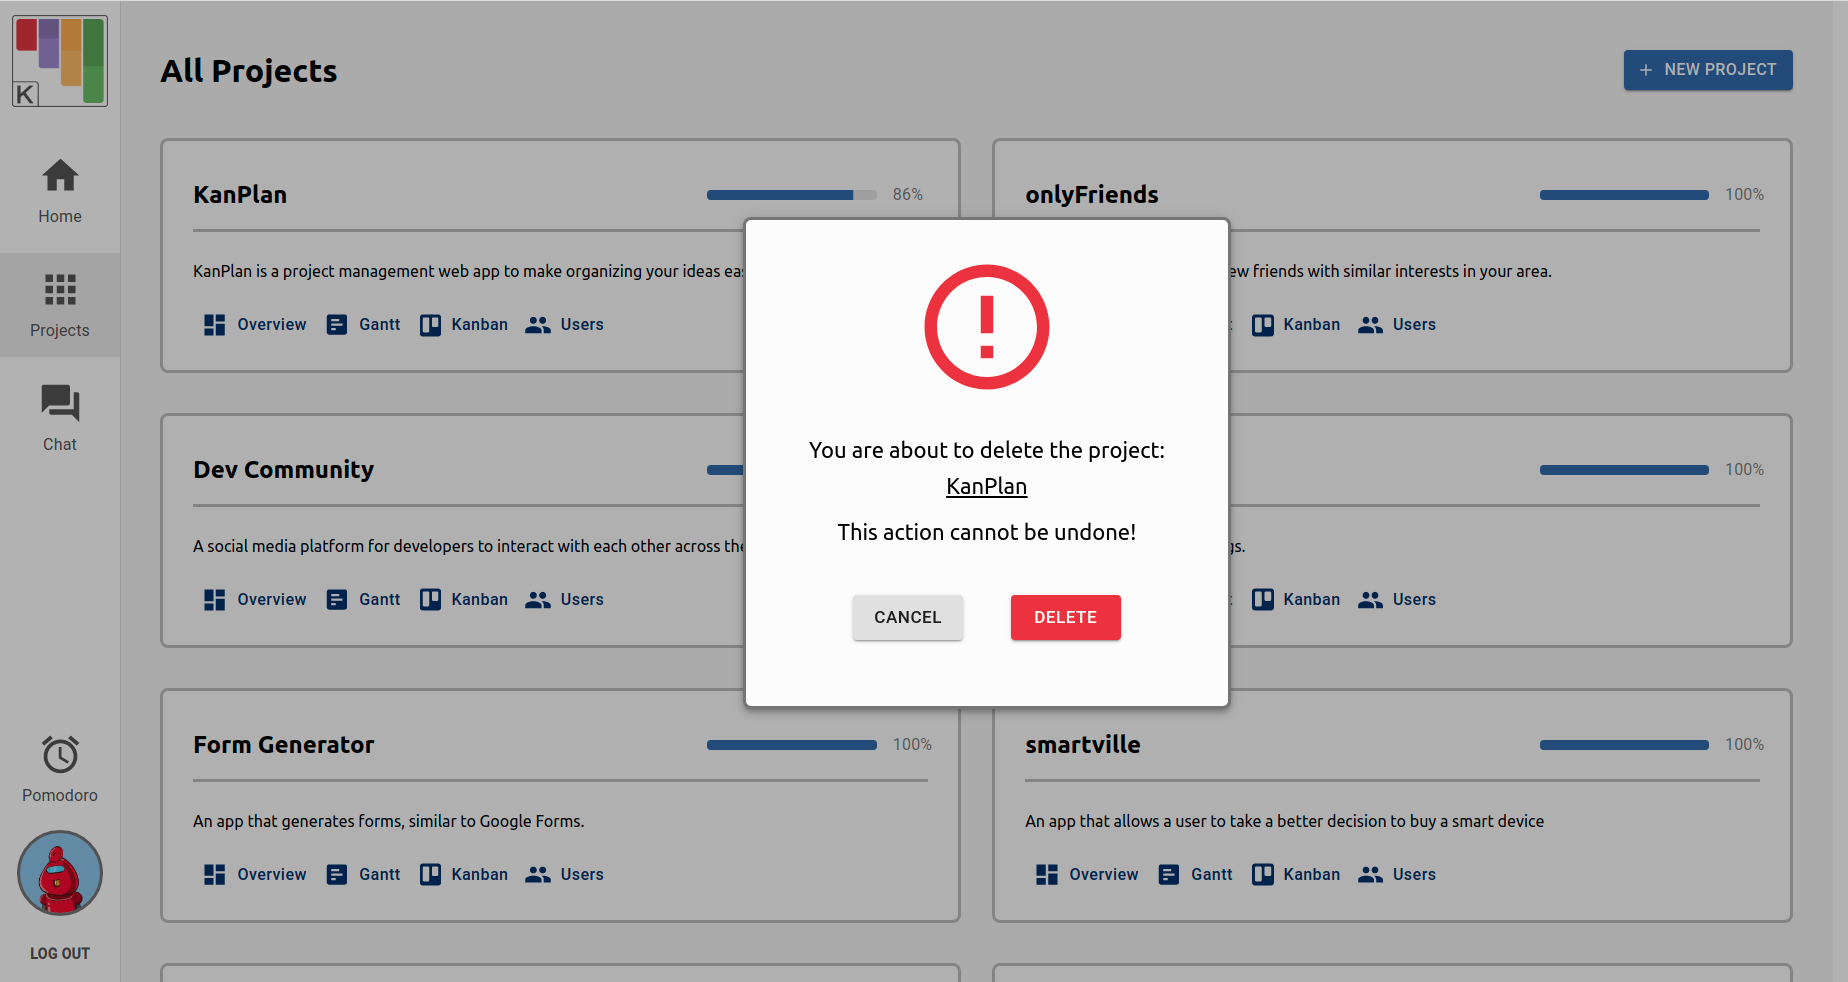 K
Home
Projects
Chat
Pomodoro
LOG OUT
All Projects
+ NEW PROJECT
KanPlan 86%
KanPlan is a project management web app to make organizing your ideas
Overview Gantt Kanban Users
onlyFriends 100%
friends with similar interests in your area.
Kanban Users
Dev Community
A social media platform for developers to interact with each other across
Overview Gantt Kanban Users
100%
Kanban Users
You are about to delete the project:
KanPlan
This action cannot be undone!
CANCEL DELETE
Form Generator 100%
An app that generates forms, similar to Google Forms.
Overview Gantt Kanban Users
smartville 100%
An app that allows a user to take a better decision to buy a smart device
Overview Gantt Kanban Users